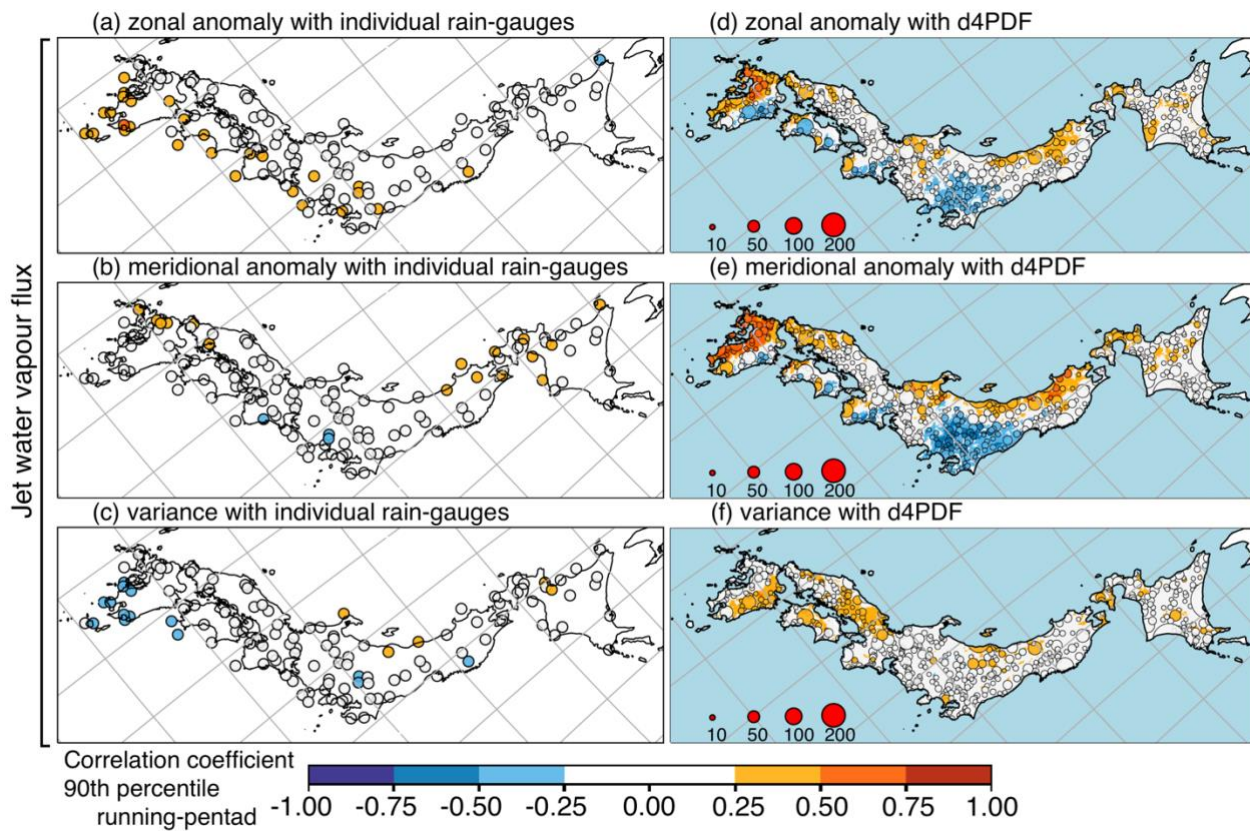 (a) zonal anomaly with individual rain-gauges
(d) zonal anomaly with d4PDF
10 50 100 200
Jet water vapour flux
(b) meridional anomaly with individual rain-gauges
(e) meridional anomaly with d4PDF
10 50 100 200
(c) variance with individual rain-gauges
(f) variance with d4PDF
10 50 100 200
Correlation coefficient
90th percentile
running-pentad
-1.00 -0.75 -0.50 -0.25 0.00 0.25 0.50 0.75 1.00